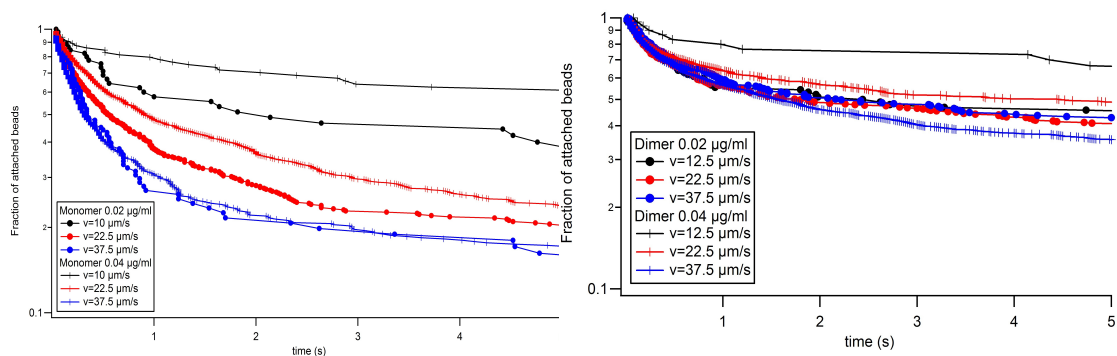 1
9
8
7
6
5
4
3
2
0.1
Fraction of attached beads
Monomer 0.02 µg/ml
v=10 µm/s
v=22.5 µm/s
v=37.5 µm/s
Monomer 0.04 µg/ml
v=10 µm/s
v=22.5 µm/s
v=37.5 µm/s
1 2 3 4
time (s)
1
9
8
7
6
5
4
3
2
0.1
Fraction of attached beads
Dimer 0.02 µg/ml
v=12.5 µm/s
v=22.5 µm/s
v=37.5 µm/s
Dimer 0.04 µg/ml
v=12.5 µm/s
v=22.5 µm/s
v=37.5 µm/s
1 2 3 4 5
time (s)